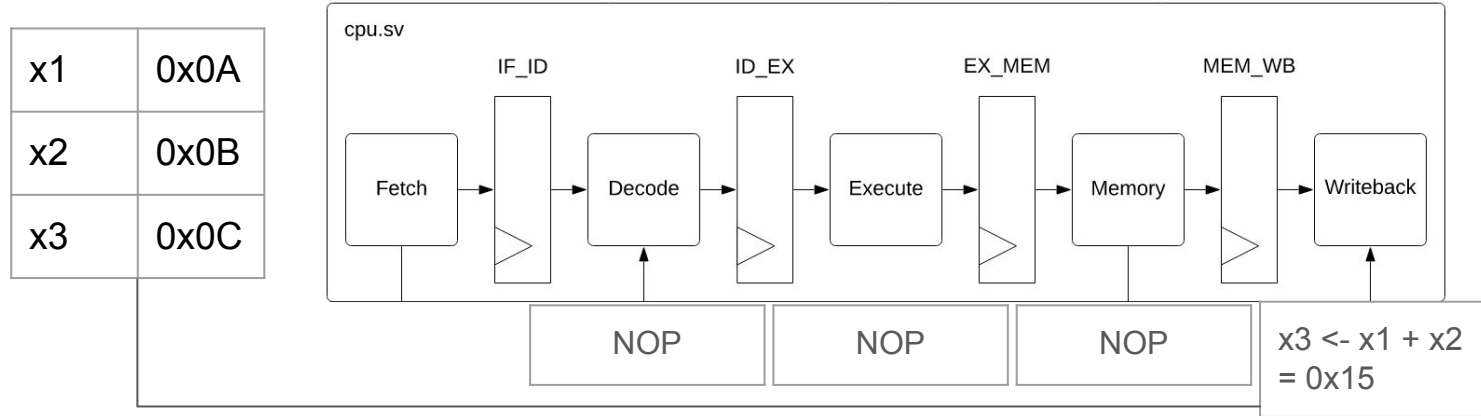 x1 0x0A
x2 0x0B
x3 0x0C
cpu.sv
IF_ID ID_EX EX_MEM MEM_WB
Fetch Decode Execute Memory Writeback
NOP NOP NOP
x3 <- x1 + x2
= 0x15